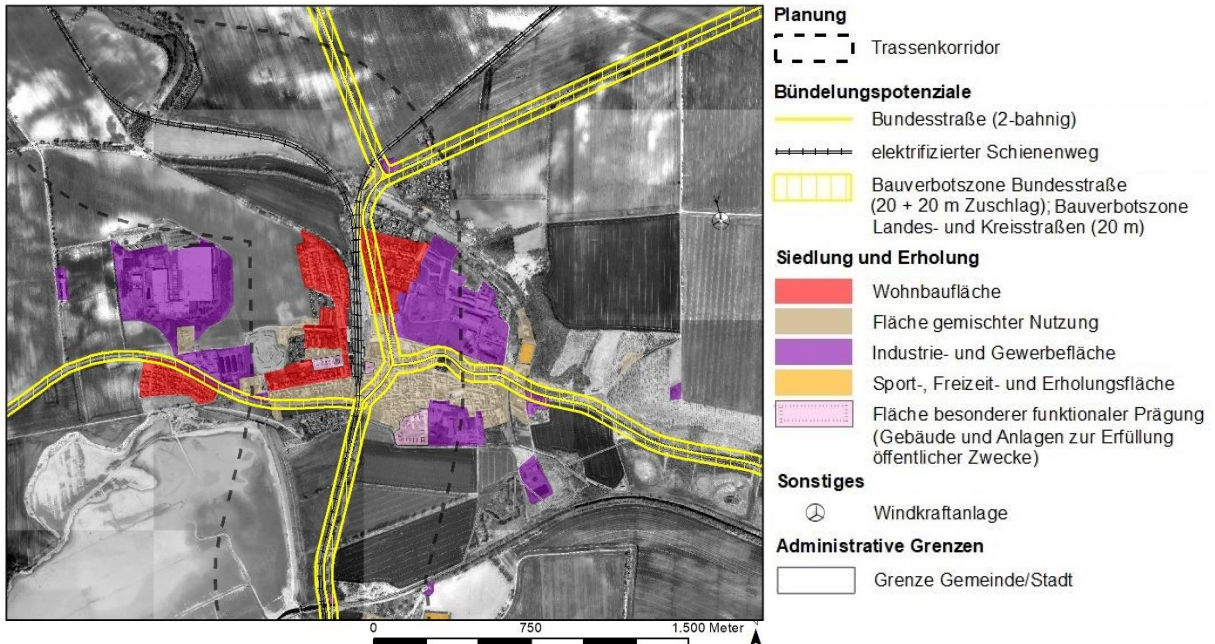 Planung
Trassenkorridor
Bündelungspotenziale
Bundesstraße (2-bahnig)
elektrifizierter Schienenweg
Bauverbotszone Bundesstraße
(20 + 20 m Zuschlag); Bauverbotszone
Landes- und Kreisstraßen (20 m)
Siedlung und Erholung
Wohnbaufläche
Fläche gemischter Nutzung
Industrie- und Gewerbefläche
Sport-, Freizeit- und Erholungsfläche
Fläche besonderer funktionaler Prägung
(Gebäude und Anlagen zur Erfüllung
öffentlicher Zwecke)
Sonstiges
Windkraftanlage
Administrative Grenzen
Grenze Gemeinde/Stadt
0 750 1.500 Meter